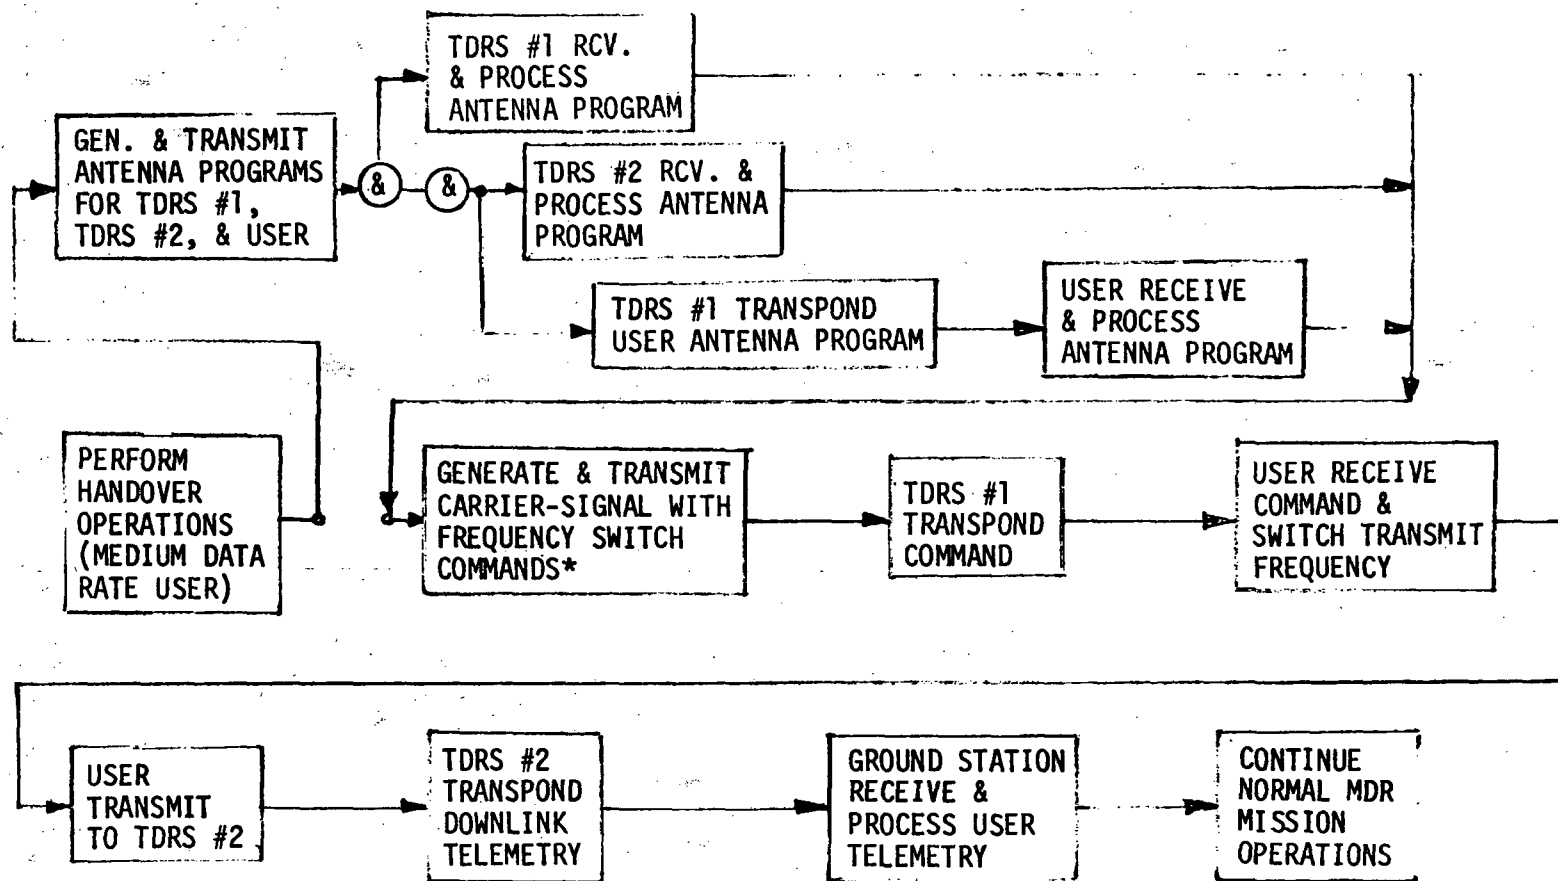 TDRS #1 RCV.
& PROCESS
ANTENNA PROGRAM
GEN. & TRANSMIT
ANTENNA PROGRAMS
FOR TDRS #1,
TDRS #2, & USER
&
&
TDRS #2 RCV. &
PROCESS ANTENNA
PROGRAM
TDRS #1 TRANSPOND
USER ANTENNA PROGRAM
USER RECEIVE
& PROCESS
ANTENNA PROGRAM
PERFORM
HANDOVER
OPERATIONS
(MEDIUM DATA
RATE USER)
GENERATE & TRANSMIT
CARRIER-SIGNAL WITH
FREQUENCY SWITCH
COMMANDS*
TDRS #1
TRANSPOND
COMMAND
USER RECEIVE
COMMAND &
SWITCH TRANSMIT
FREQUENCY
USER
TRANSMIT
TO TDRS #2
TDRS #2
TRANSPOND
DOWNLINK
TELEMETRY
GROUND STATION
RECEIVE &
PROCESS USER
TELEMETRY
CONTINUE
NORMAL MDR
MISSION
OPERATIONS